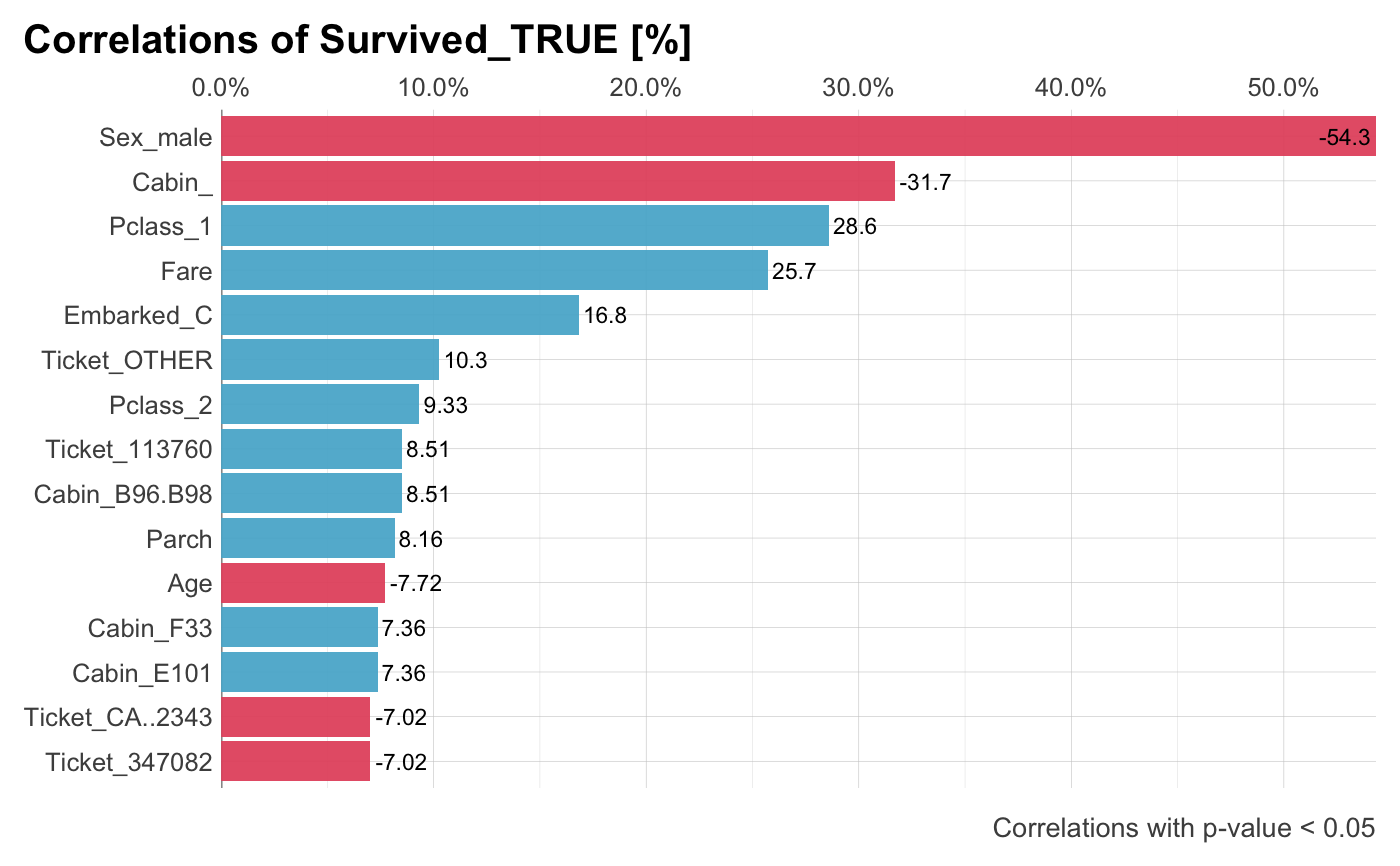 Correlations of Survived_TRUE [%]
0.0% 10.0% 20.0% 30.0% 40.0% 50.0%
Sex_male -54.3
Cabin_ -31.7
Pclass_1 28.6
Fare 25.7
Embarked_C 16.8
Ticket_OTHER 10.3
Pclass_2 9.33
Ticket_113760 8.51
Cabin_B96.B98 8.51
Parch 8.16
Age -7.72
Cabin_F33 7.36
Cabin_E101 7.36
Ticket_CA..2343 -7.02
Ticket_347082 -7.02
Correlations with p-value < 0.05